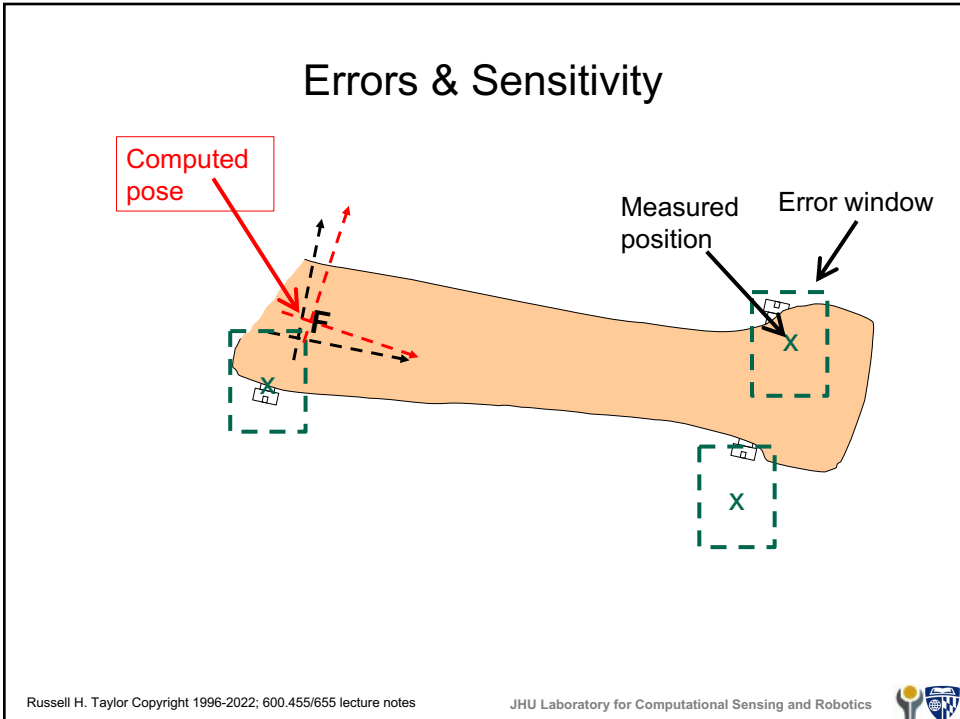 Errors & Sensitivity
Computed
pose
Measured
position
Error window
F
x
x
x
Russell H. Taylor Copyright 1996-2022; 600.455/655 lecture notes
JHU Laboratory for Computational Sensing and Robotics